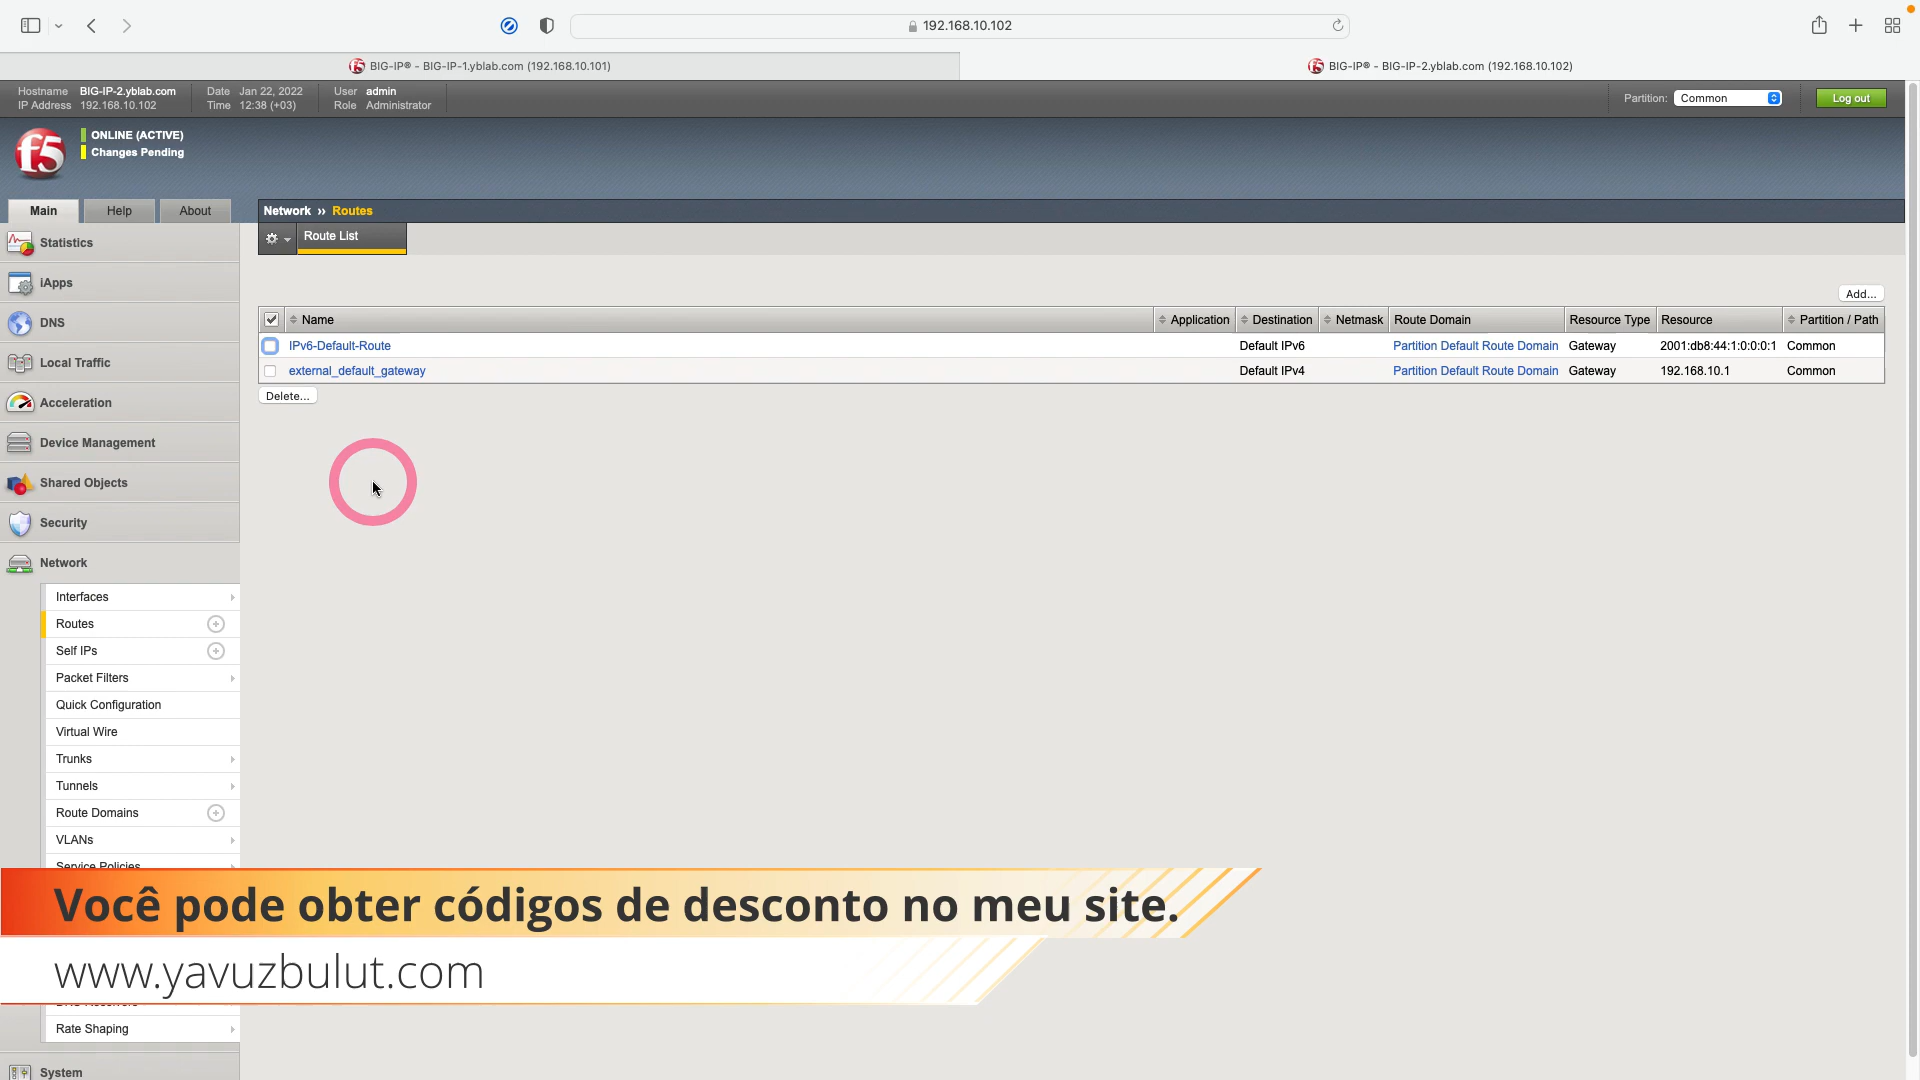 192.168.10.102
BIG-IP® - BIG-IP-1.yblab.com (192.168.10.101)
BIG-IP® - BIG-IP-2.yblab.com (192.168.10.102)
Hostname BIG-IP-2.yblab.com Date Jan 22, 2022 User admin
IP Address 192.168.10.102 Time 12:38 (+03) Role Administrator
Partition: Common Log out
f5
ONLINE (ACTIVE)
Changes Pending
Main Help About
Network » Routes
Route List
Statistics
iApps
DNS
Local Traffic
Acceleration
Device Management
Shared Objects
Security
Network
Interfaces
Routes
Self IPs
Packet Filters
Quick Configuration
Virtual Wire
Trunks
Tunnels
Route Domains
VLANs
Service Policies
Rate Shaping
System
Add...
Name Application Destination Netmask Route Domain Resource Type Resource Partition / Path
IPv6-Default-Route Default IPv6 Partition Default Route Domain Gateway 2001:db8:44:1:0:0:0:1 Common
external_default_gateway Default IPv4 Partition Default Route Domain Gateway 192.168.10.1 Common
Delete...
Você pode obter códigos de desconto no meu site.
www.yavuzbulut.com